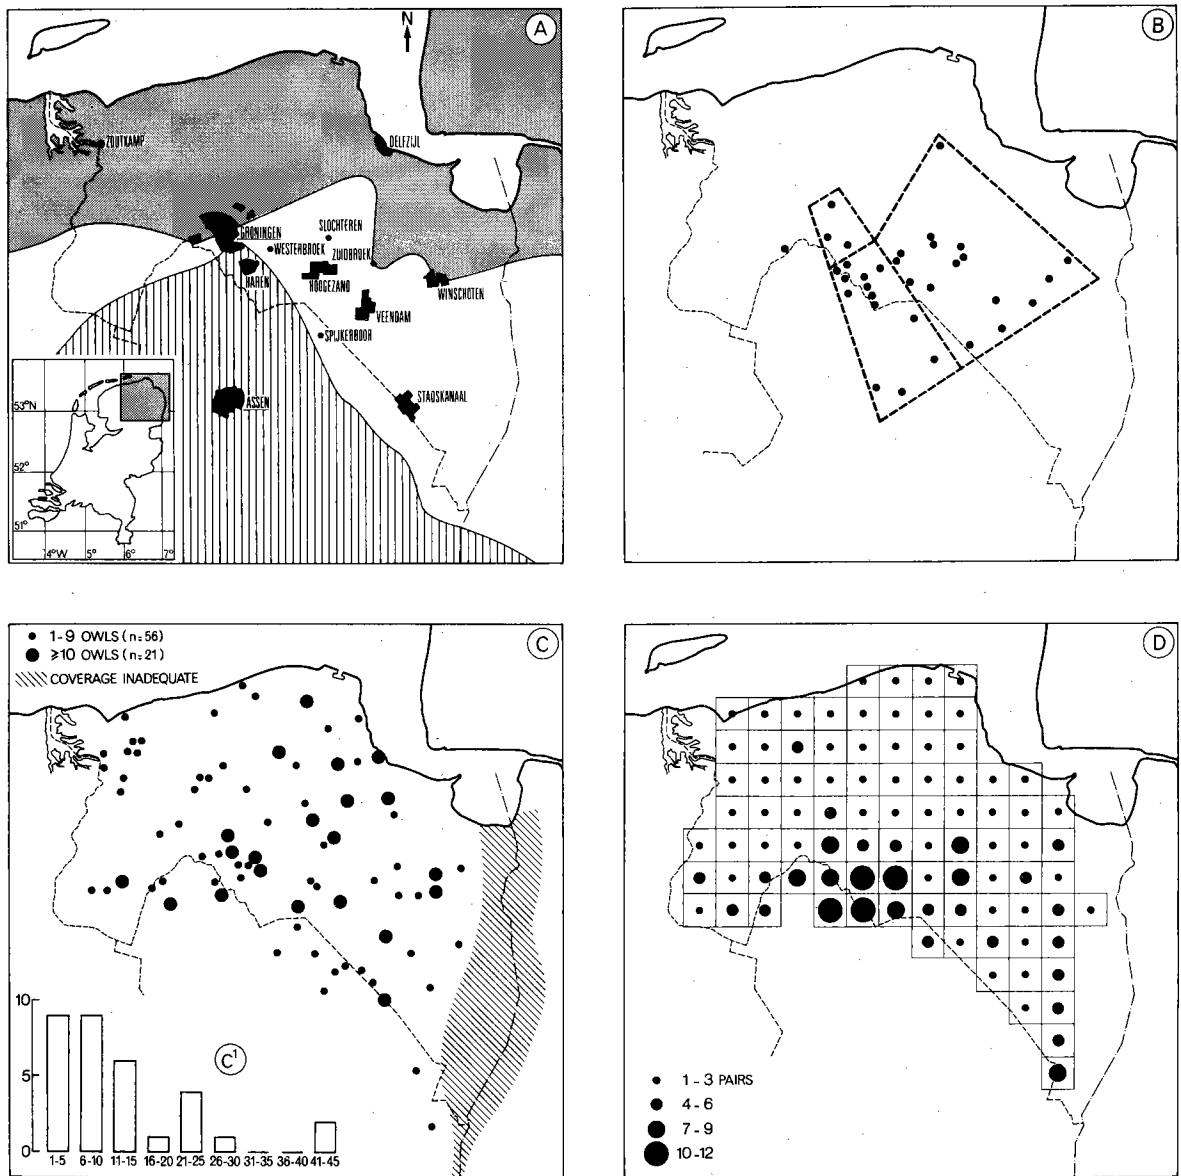 N
A
ZOUTKAMP
DELFZIJL
GRONINGEN
SLOCHTEREN
WESTERBROEK
ZUIDBROEK
HAREN
HOOGEZAND
WINSCHOTEN
VEENDAM
SPIJKERBOOR
ASSEN
STADSKANAAL
53°N
52°
51°
4°W 5° 6° 7°
B
C
1-9 OWLS (n=56)
≥10 OWLS (n=21)
COVERAGE INADEQUATE
10
5
0
C1
1-5 6-10 11-15 16-20 21-25 26-30 31-35 36-40 41-45
D
1-3 PAIRS
4-6
7-9
10-12